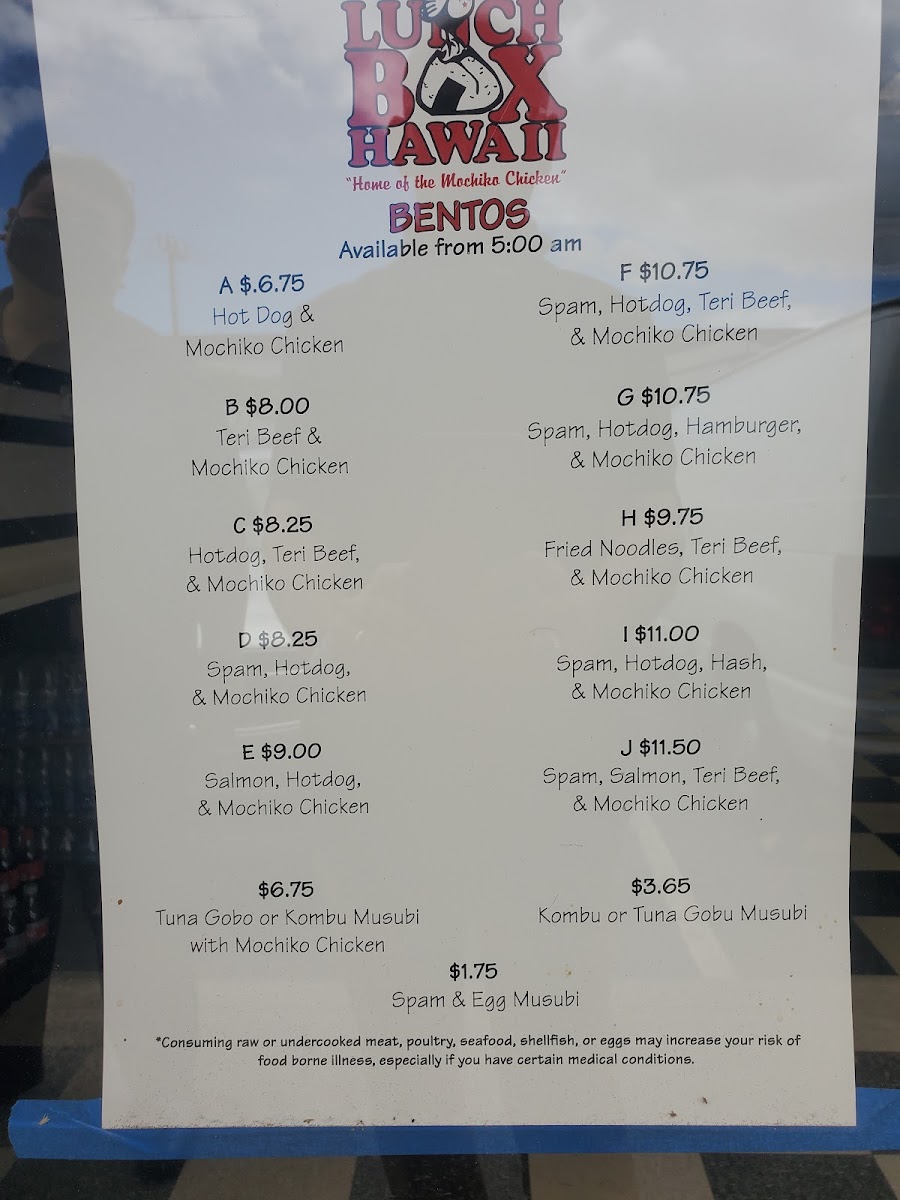 LUNCH
BOX
HAWAII
"Home of the Mochiko Chicken"
BENTOS
Available from 5:00 am
A $.6.75
Hot Dog &
Mochiko Chicken
B $8.00
Teri Beef &
Mochiko Chicken
C $8.25
Hotdog, Teri Beef,
& Mochiko Chicken
D $8.25
Spam, Hotdog,
& Mochiko Chicken
E $9.00
Salmon, Hotdog,
& Mochiko Chicken
F $10.75
Spam, Hotdog, Teri Beef,
& Mochiko Chicken
G $10.75
Spam, Hotdog, Hamburger,
& Mochiko Chicken
H $9.75
Fried Noodles, Teri Beef,
& Mochiko Chicken
I $11.00
Spam, Hotdog, Hash,
& Mochiko Chicken
J $11.50
Spam, Salmon, Teri Beef,
& Mochiko Chicken
$6.75
Tuna Gobo or Kombu Musubi
with Mochiko Chicken
$3.65
Kombu or Tuna Gobu Musubi
$1.75
Spam & Egg Musubi
*Consuming raw or undercooked meat, poultry, seafood, shellfish, or eggs may increase your risk of
food borne illness, especially if you have certain medical conditions.